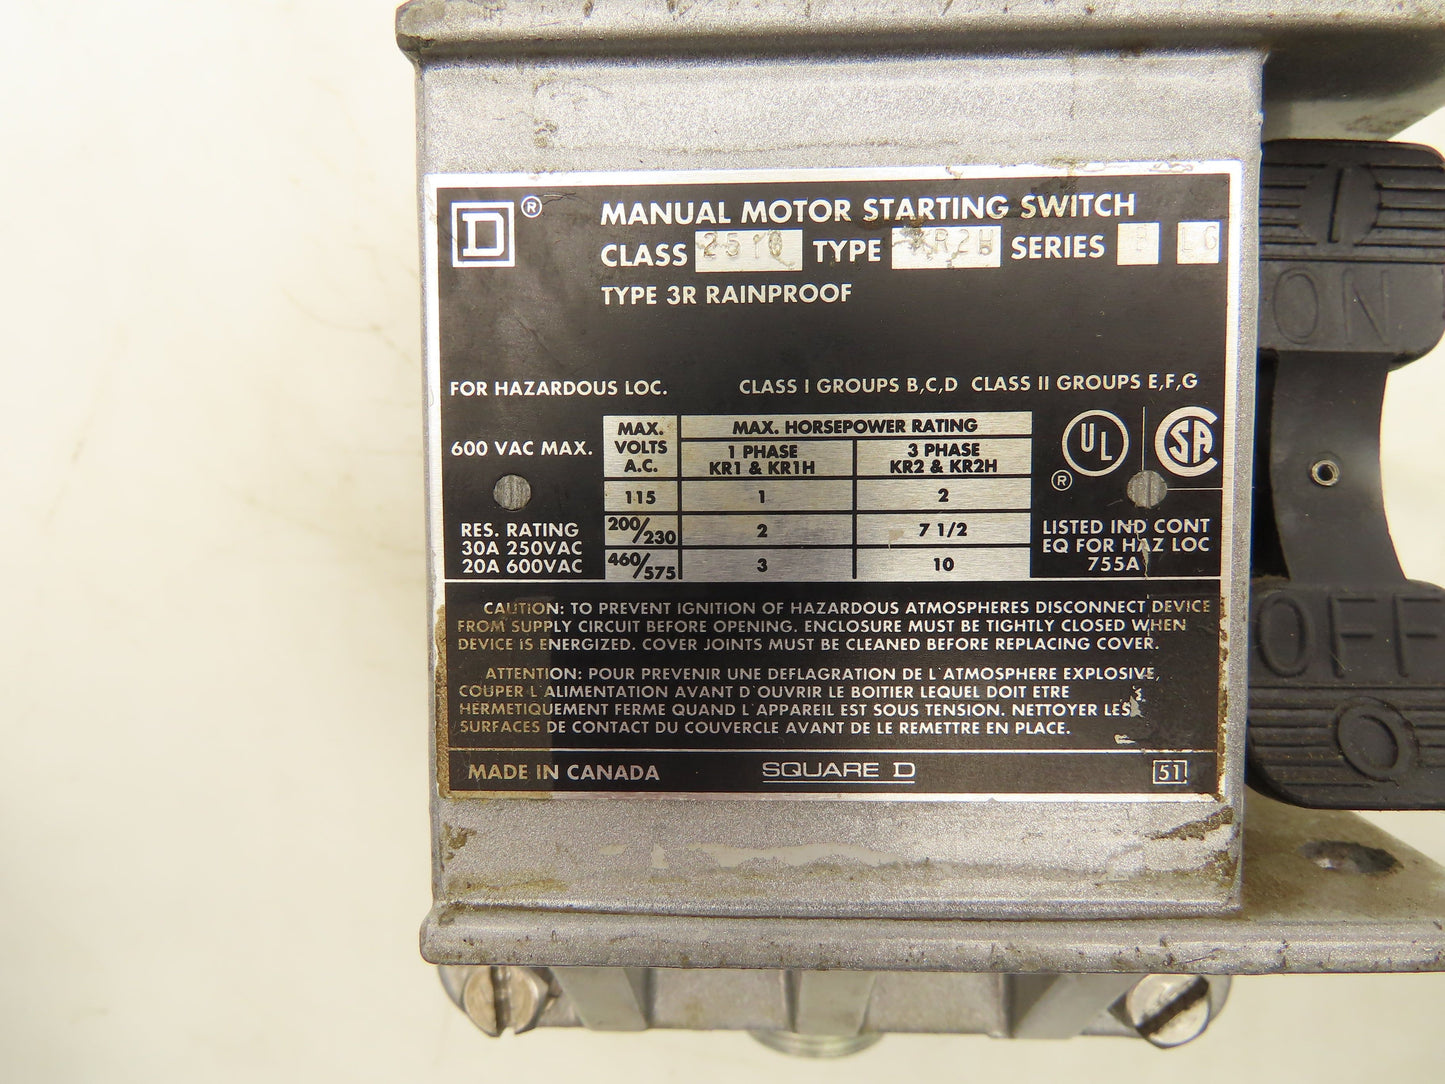 D ® MANUAL MOTOR STARTING SWITCH
CLASS 2510 TYPE KR2H SERIES B
TYPE 3R RAINPROOF
FOR HAZARDOUS LOC. CLASS I GROUPS B,C,D CLASS II GROUPS E,F,G
600 VAC MAX.
RES. RATING
30A 250VAC
20A 600VAC
MAX. VOLTS A.C. MAX. HORSEPOWER RATING
1 PHASE KR1 & KR1H 3 PHASE KR2 & KR2H
115 1 2
200/230 2 7 1/2
460/575 3 10
UL ® CSA
LISTED IND CONT
EQ FOR HAZ LOC
755A
CAUTION: TO PREVENT IGNITION OF HAZARDOUS ATMOSPHERES DISCONNECT DEVICE
FROM SUPPLY CIRCUIT BEFORE OPENING. ENCLOSURE MUST BE TIGHTLY CLOSED WHEN
DEVICE IS ENERGIZED. COVER JOINTS MUST BE CLEANED BEFORE REPLACING COVER.
ATTENTION: POUR PREVENIR UNE DEFLAGRATION DE L'ATMOSPHERE EXPLOSIVE,
COUPER L'ALIMENTATION AVANT D'OUVRIR LE BOITIER LEQUEL DOIT ETRE
HERMETIQUEMENT FERME QUAND L'APPAREIL EST SOUS TENSION. NETTOYER LES
SURFACES DE CONTACT DU COUVERCLE AVANT DE LE REMETTRE EN PLACE.
MADE IN CANADA SQUARE D 51
I
ON
OFF
O